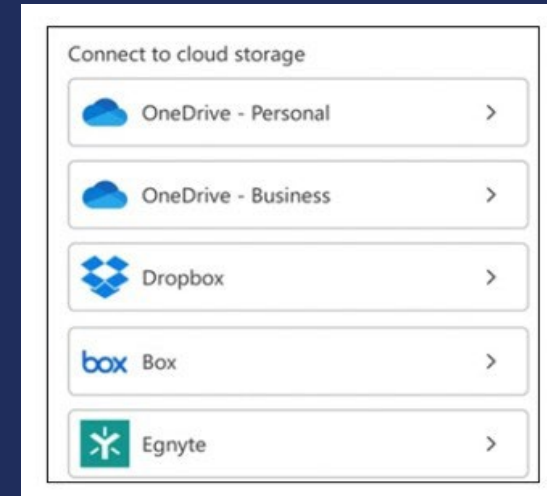 Connect to cloud storage
OneDrive - Personal
OneDrive - Business
Dropbox
box Box
Egnyte